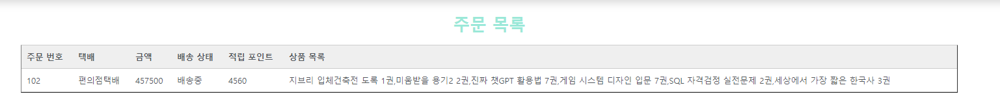 주문 목록
주문 번호 택배 금액 배송 상태 적립 포인트 상품 목록
102 편의점택배 457500 배송중 4560 지브리 입체건축전 도록 1권,미움받을 용기2 2권,진짜 챗GPT 활용법 7권,게임 시스템 디자인 입문 7권,SQL 자격검정 실전문제 2권,세상에서 가장 짧은 한국사 3권